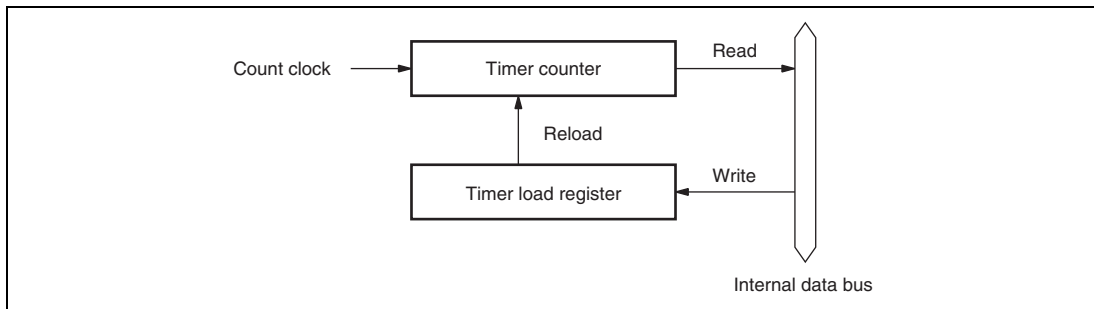 Count clock
Timer counter
Read
Reload
Timer load register
Write
Internal data bus